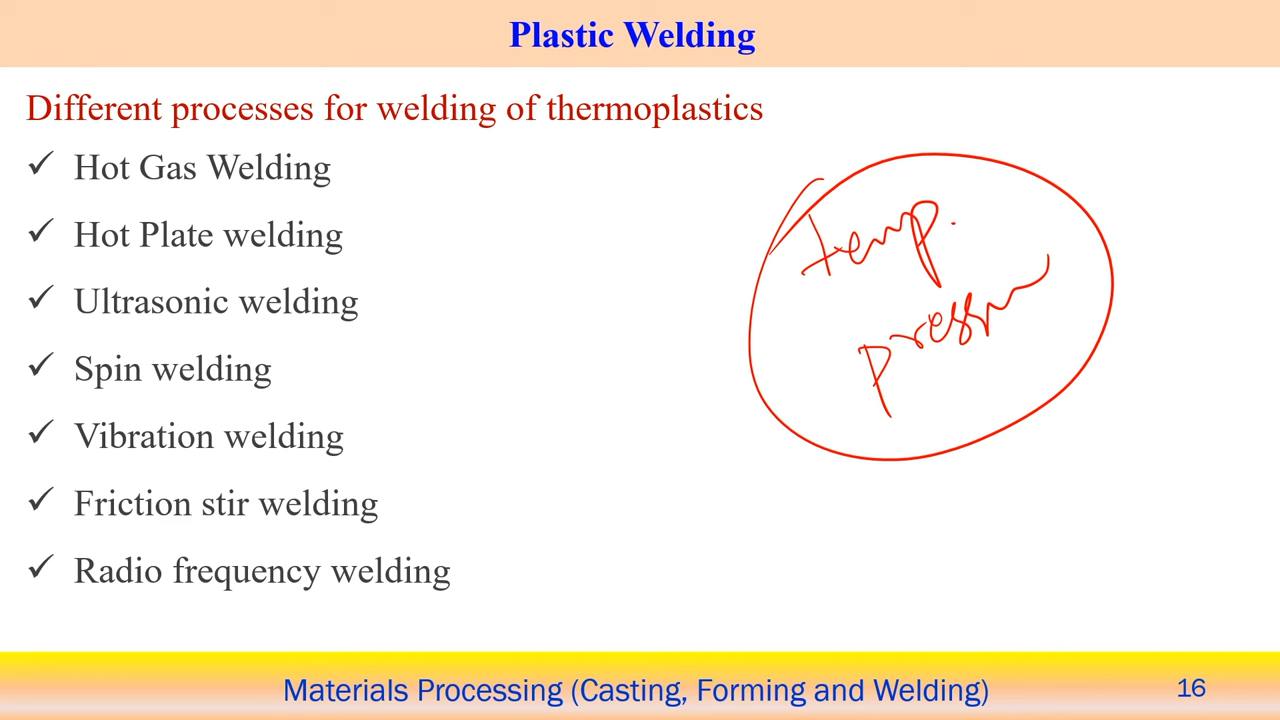 Plastic Welding
Different processes for welding of thermoplastics
✓ Hot Gas Welding
✓ Hot Plate welding
✓ Ultrasonic welding
✓ Spin welding
✓ Vibration welding
✓ Friction stir welding
✓ Radio frequency welding
Temp.
Materials Processing (Casting, Forming and Welding)
16